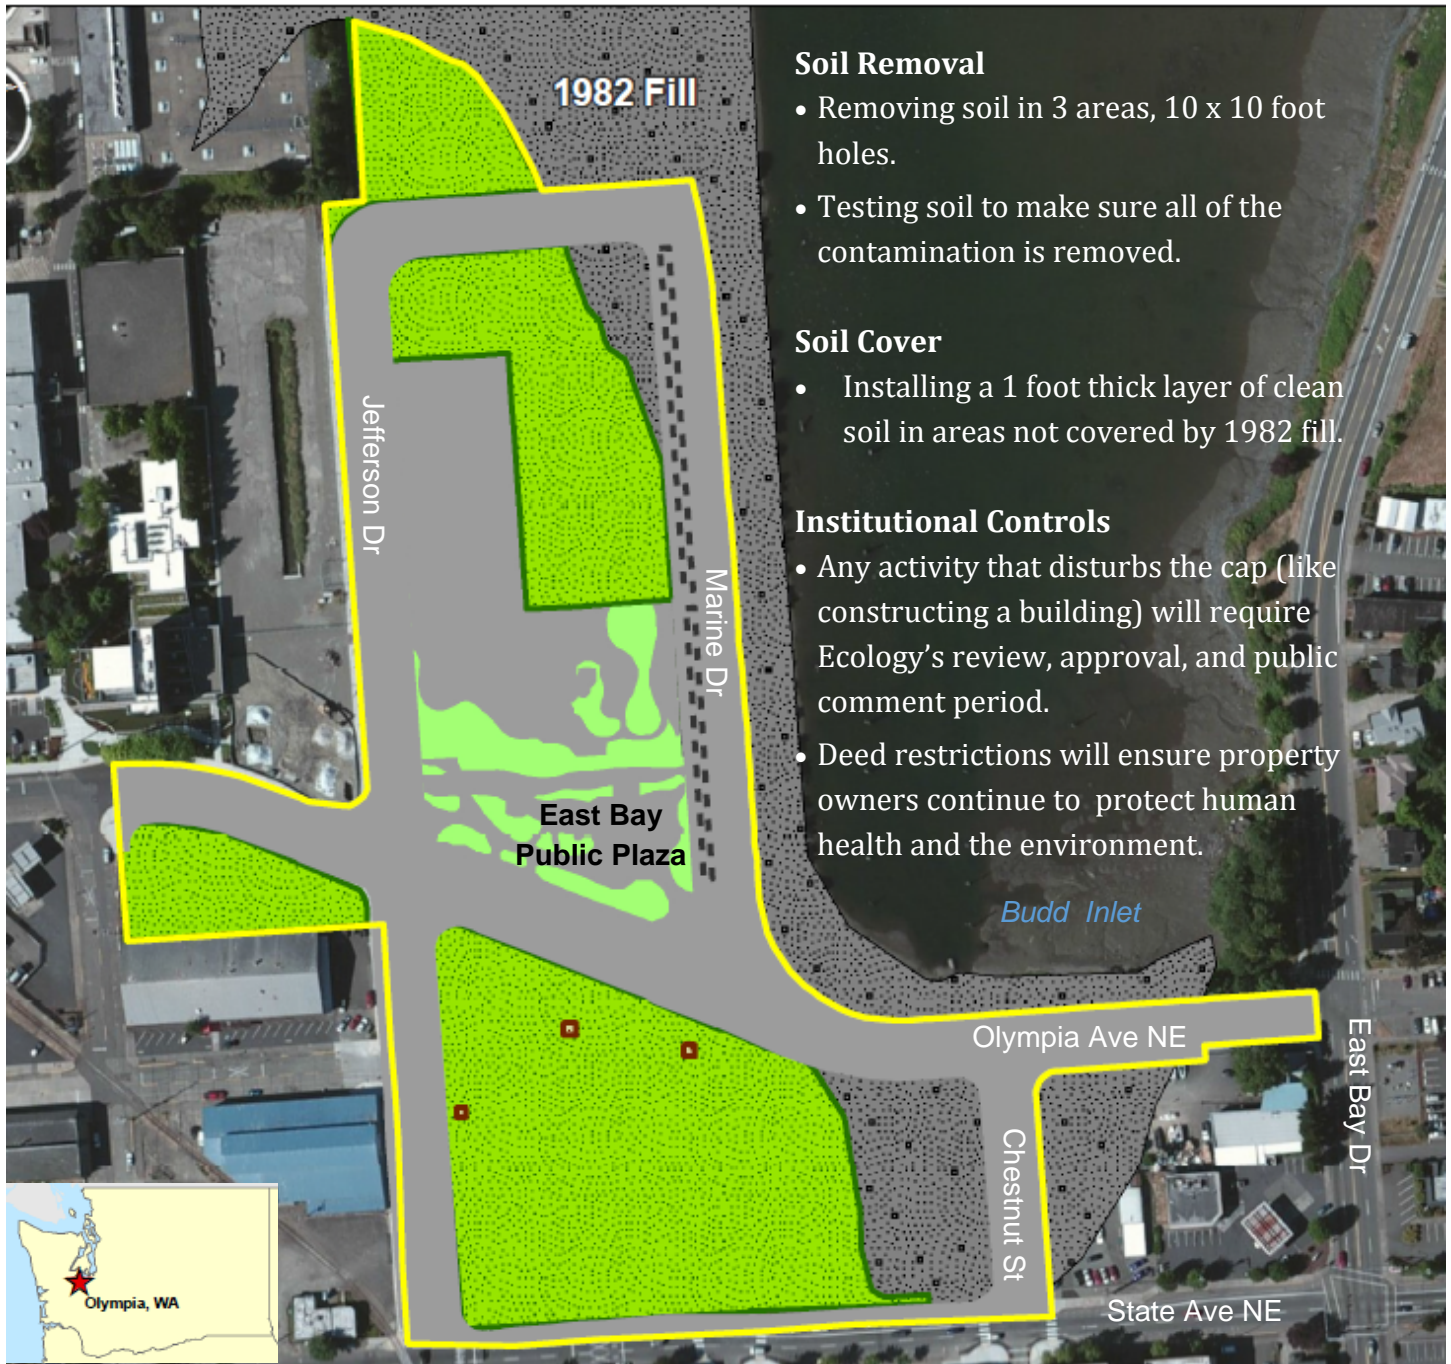 1982 Fill
Soil Removal
• Removing soil in 3 areas, 10 x 10 foot
holes.
• Testing soil to make sure all of the
contamination is removed.
Soil Cover
• Installing a 1 foot thick layer of clean
soil in areas not covered by 1982 fill.
Institutional Controls
• Any activity that disturbs the cap (like
constructing a building) will require
Ecology’s review, approval, and public
comment period.
• Deed restrictions will ensure property
owners continue to protect human
health and the environment.
Jefferson Dr
Marine Dr
East Bay
Public Plaza
Budd Inlet
Olympia Ave NE
East Bay Dr
Chestnut St
State Ave NE
Olympia, WA